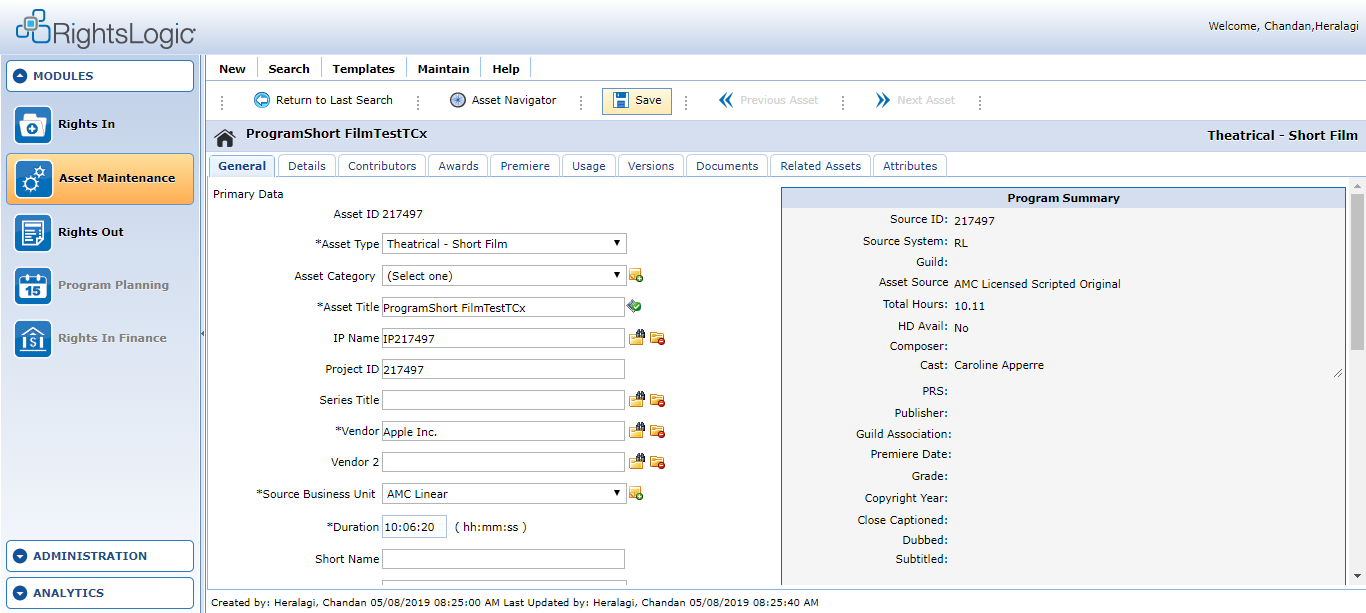 RightsLogic
Welcome, Chandan,Heralagi
MODULES
Rights In
Asset Maintenance
Rights Out
15
Program Planning
Rights In Finance
ADMINISTRATION
ANALYTICS
New Search Templates Maintain Help
Return to Last Search Asset Navigator Save Previous Asset Next Asset
ProgramShort FilmTestTCx
Theatrical - Short Film
General Details Contributors Awards Premiere Usage Versions Documents Related Assets Attributes
Primary Data
Asset ID 217497
*Asset Type Theatrical - Short Film
Asset Category (Select one)
*Asset Title ProgramShort FilmTestTCx
IP Name IP217497
Project ID 217497
Series Title
*Vendor Apple Inc.
Vendor 2
*Source Business Unit AMC Linear
*Duration 10:06:20 ( hh:mm:ss )
Short Name
Program Summary
Source ID: 217497
Source System: RL
Guild:
Asset Source AMC Licensed Scripted Original
Total Hours: 10.11
HD Avail: No
Composer:
Cast: Caroline Apperre
PRS:
Publisher:
Guild Association:
Premiere Date:
Grade:
Copyright Year:
Close Captioned:
Dubbed:
Subtitled:
Created by: Heralagi, Chandan 05/08/2019 08:25:00 AM Last Updated by: Heralagi, Chandan 05/08/2019 08:25:40 AM